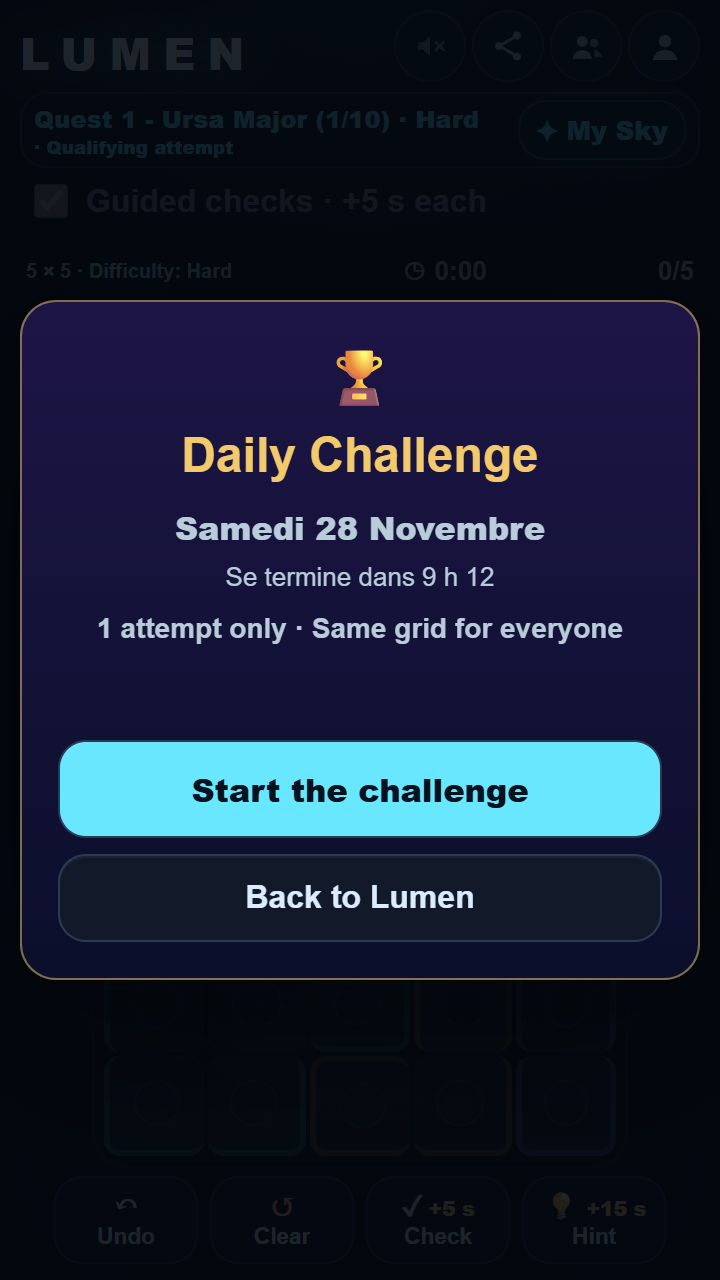 LUMEN
Quest 1 - Ursa Major (1/10) · Hard
· Qualifying attempt
✦ My Sky
Guided checks · +5 s each
5 × 5 · Difficulty: Hard
0:00
0/5
Daily Challenge
Samedi 28 Novembre
Se termine dans 9 h 12
1 attempt only · Same grid for everyone
Start the challenge
Back to Lumen
Undo
Clear
+5 s
Check
+15 s
Hint